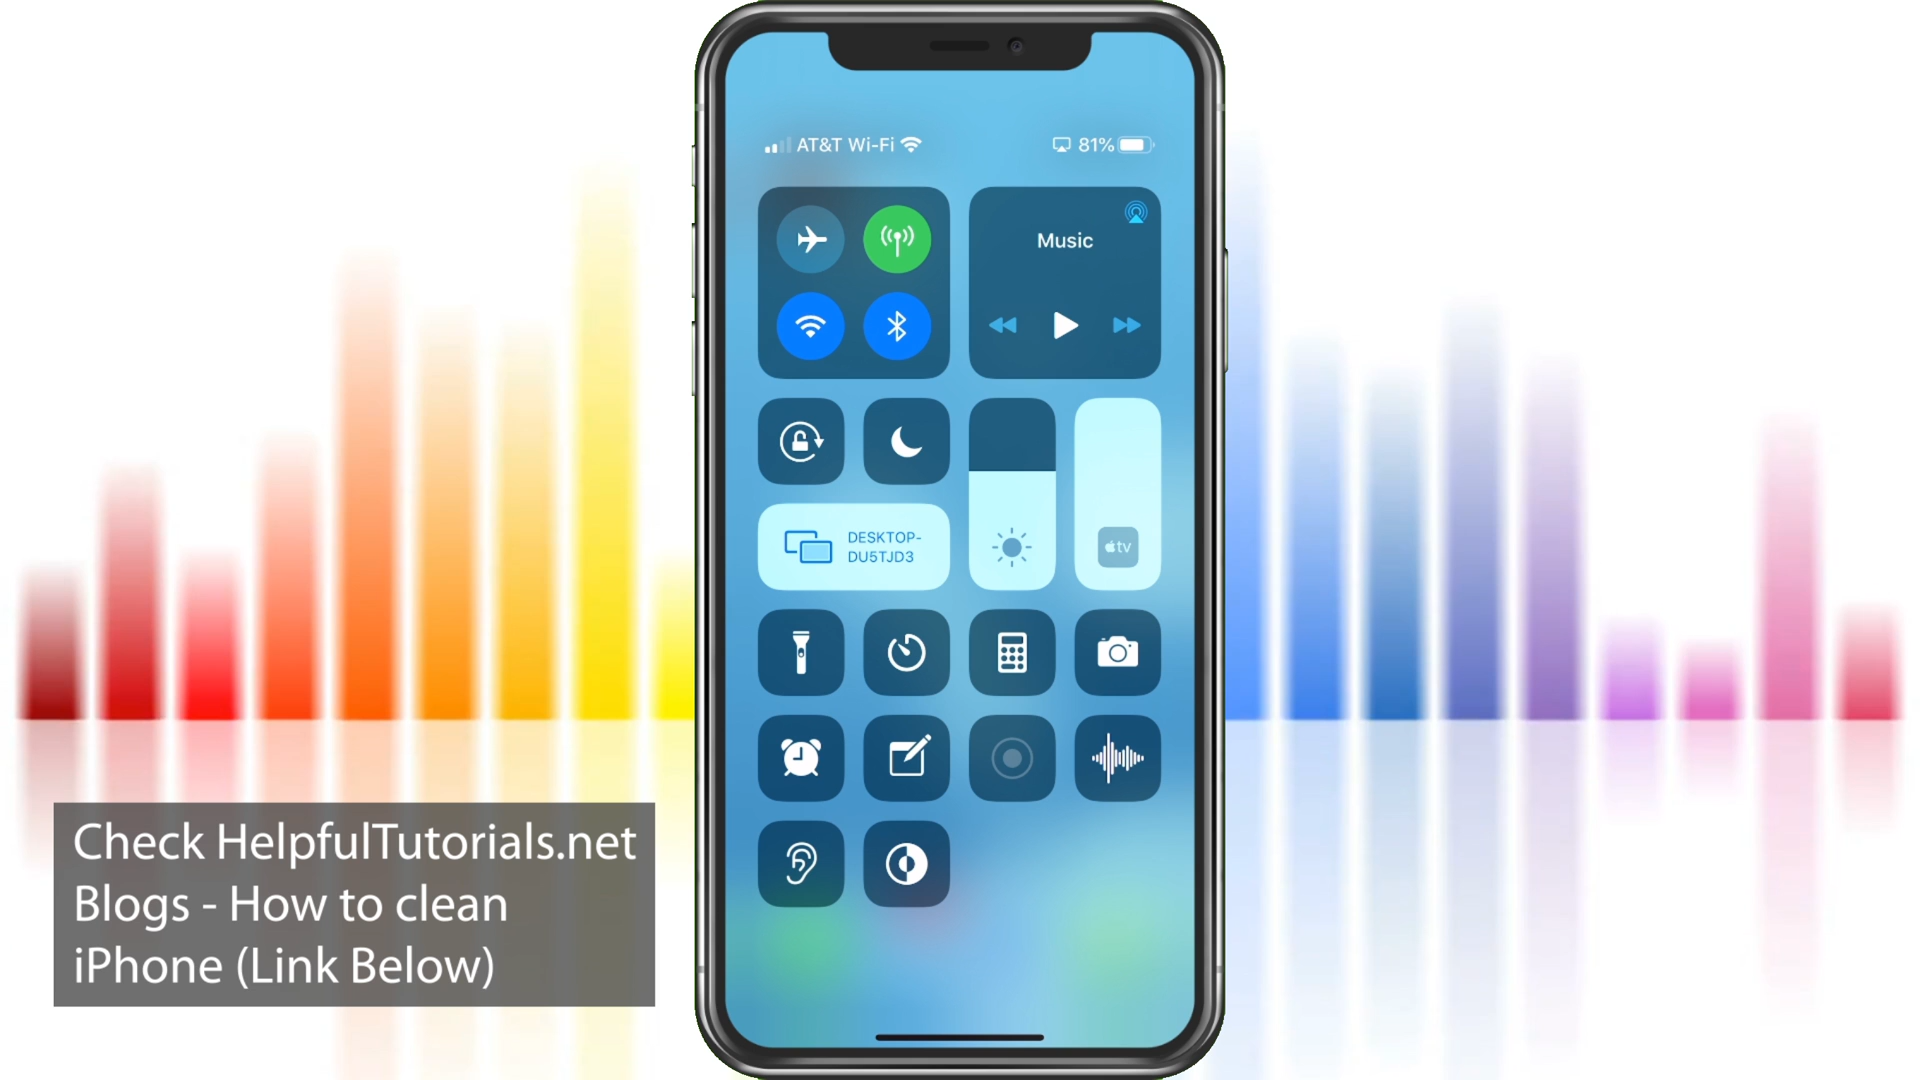 AT&T Wi-Fi
81%
Music
DESKTOP-
DU5TJD3
tv
Check HelpfulTutorials.net
Blogs - How to clean
iPhone (Link Below)